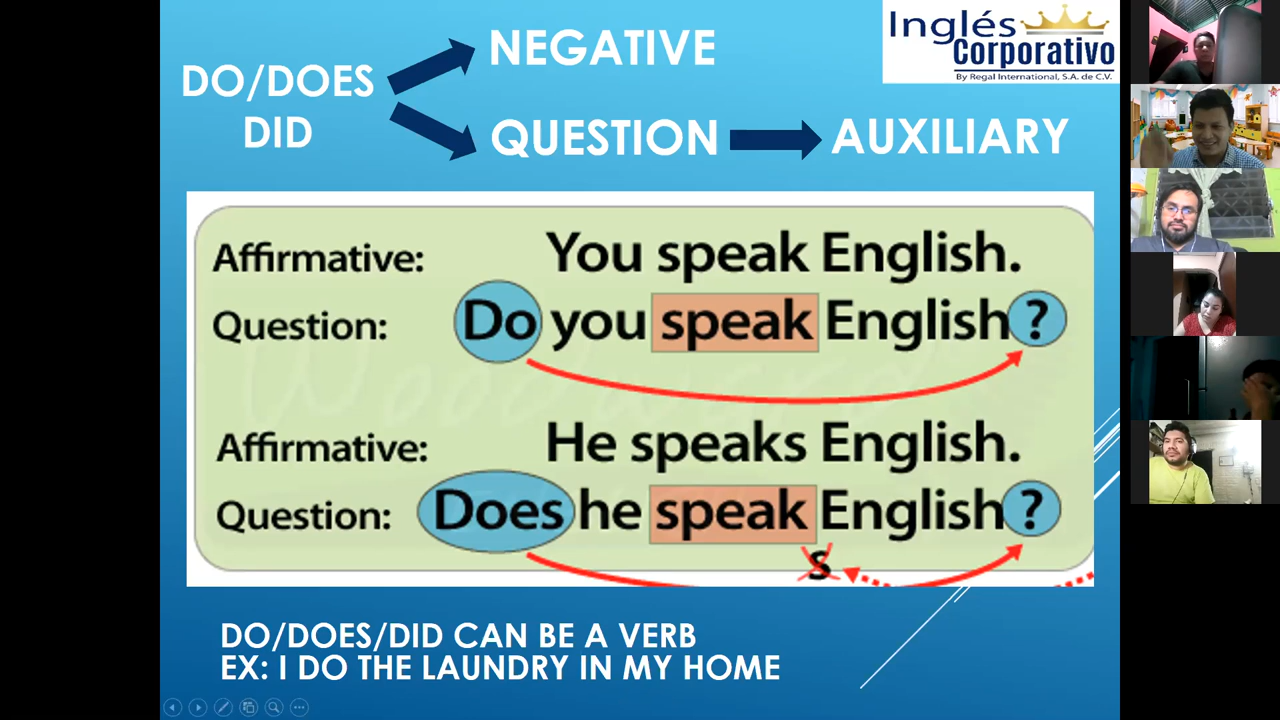 DO/DOES
DID
NEGATIVE
QUESTION
AUXILIARY
Inglés
Corporativo
By Regal International, S.A. de C.V.
Affirmative: You speak English.
Question: Do you speak English?
Woodward
Affirmative: He speaks English.
Question: Does he speak English?
s
DO/DOES/DID CAN BE A VERB
EX: I DO THE LAUNDRY IN MY HOME